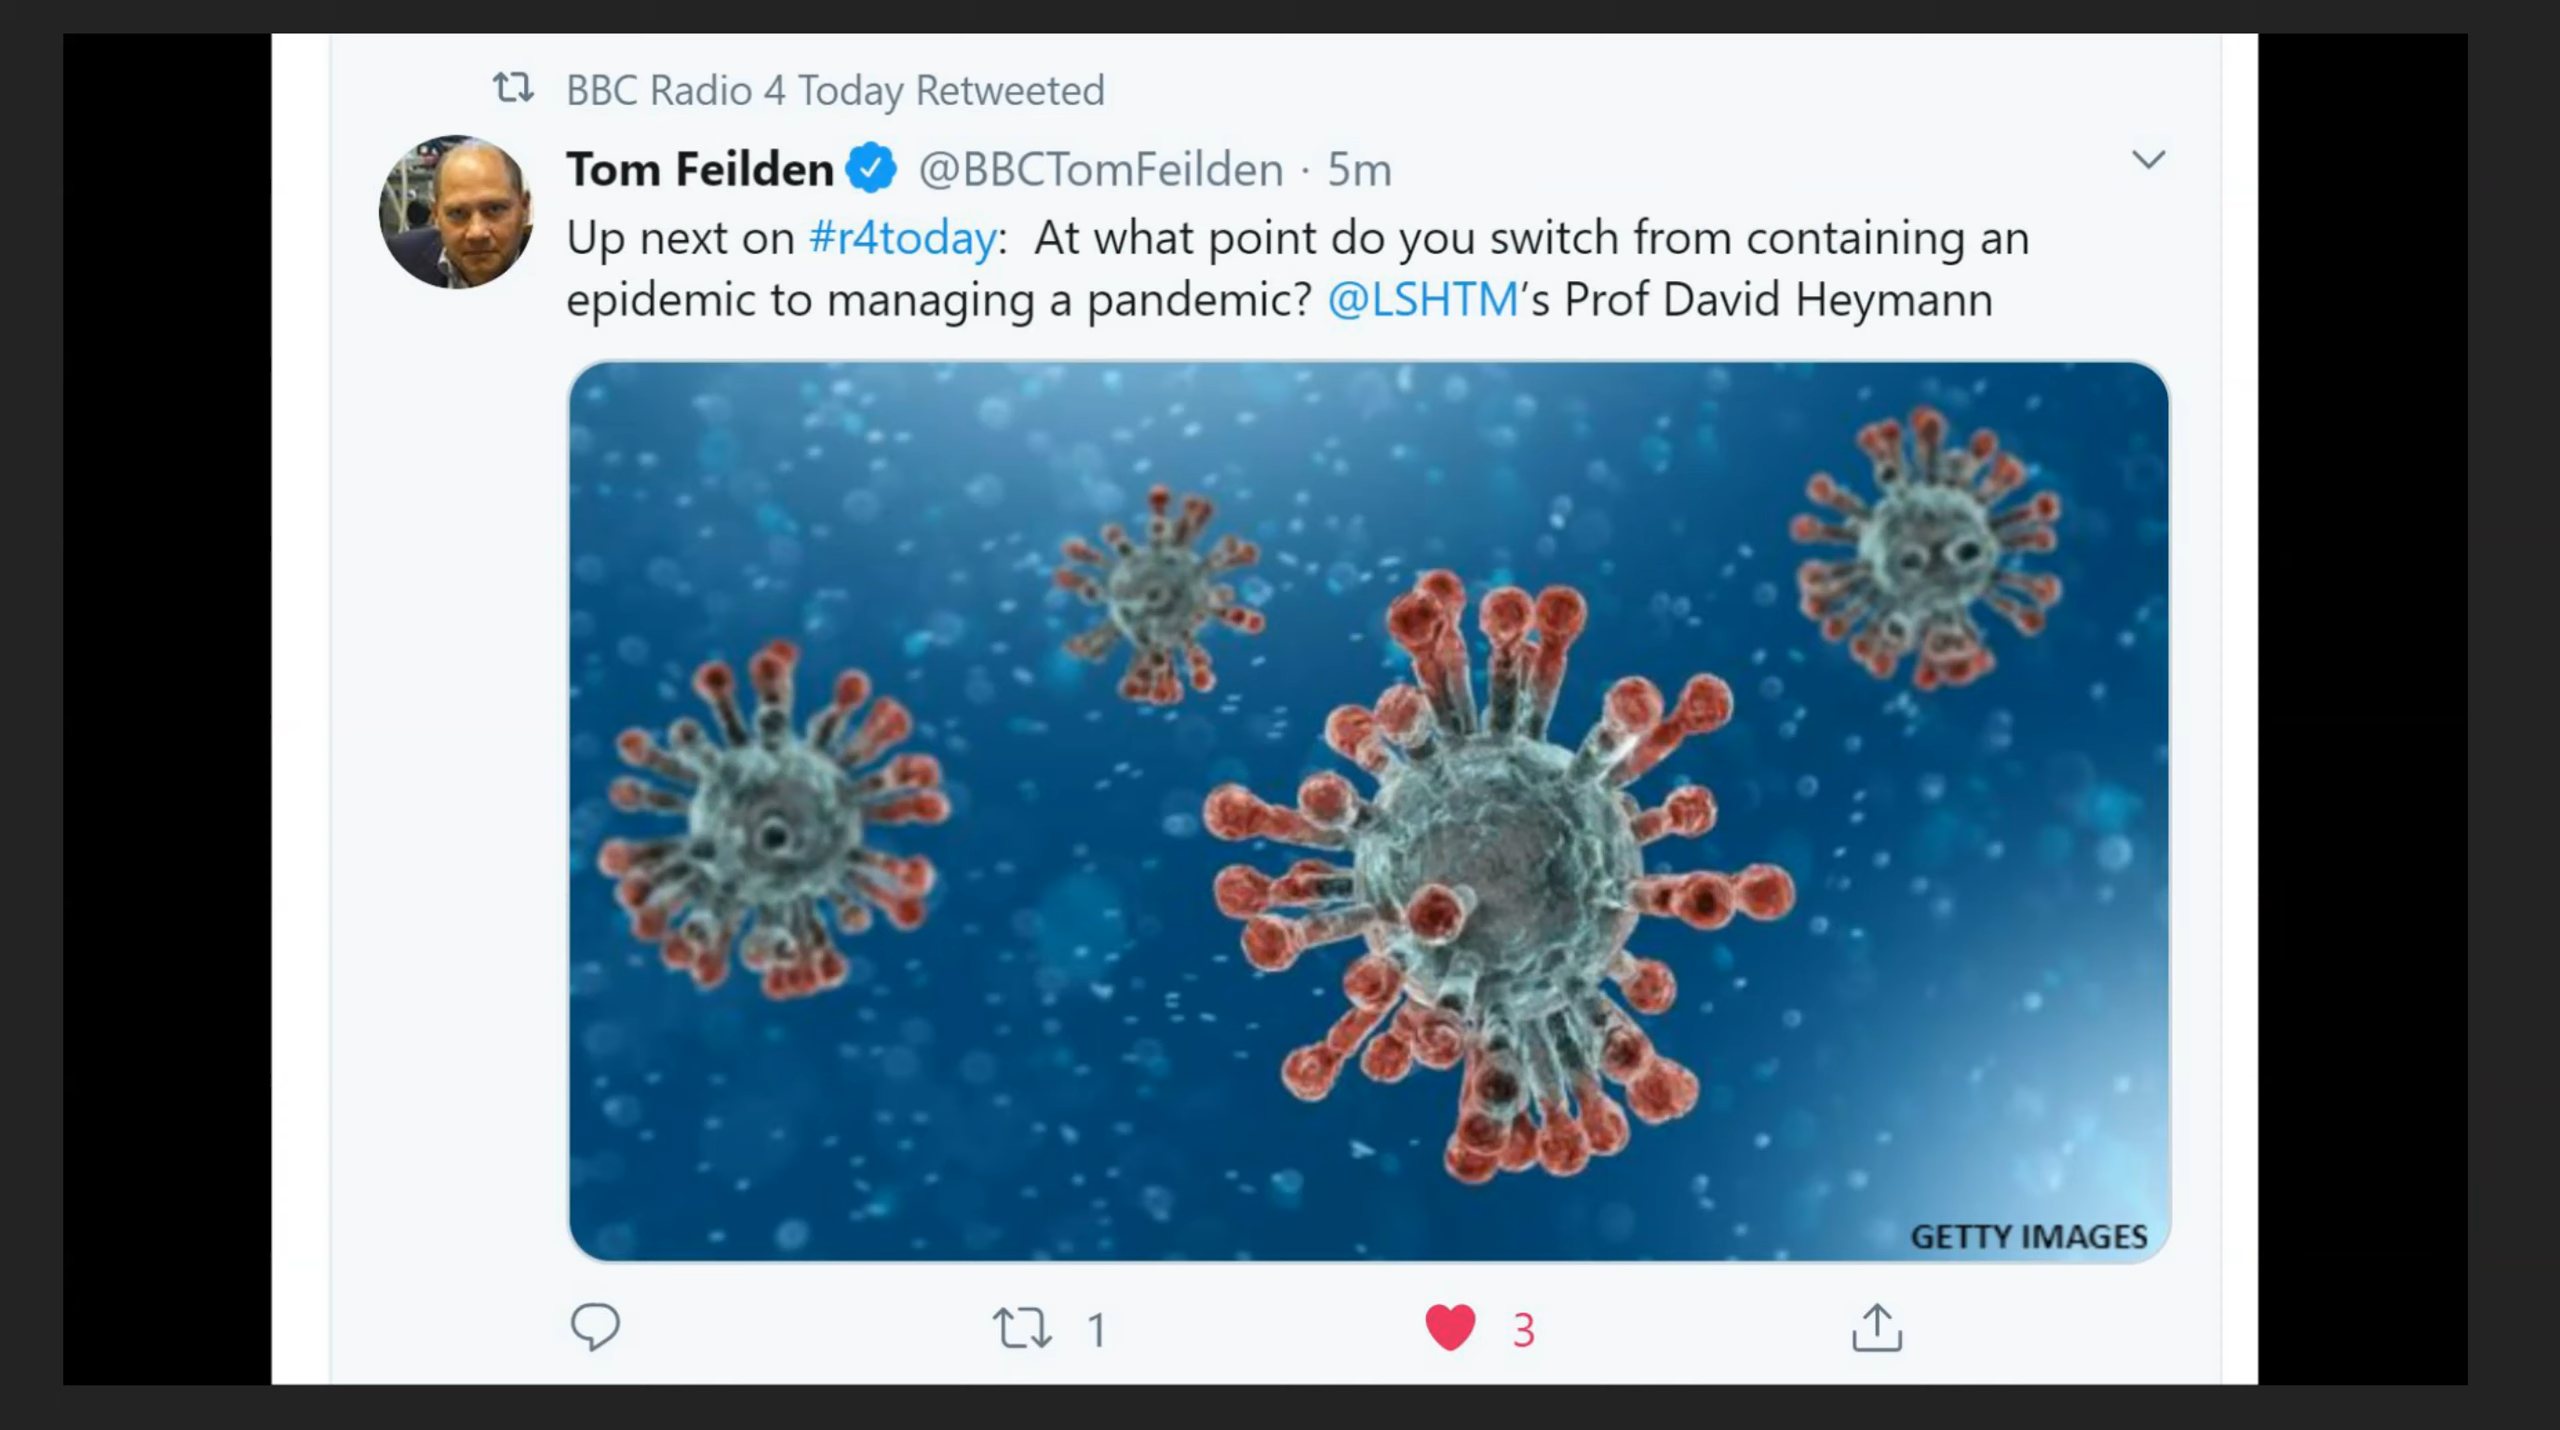 BBC Radio 4 Today Retweeted
Tom Feilden @BBCTomFeilden · 5m
Up next on #r4today:  At what point do you switch from containing an
epidemic to managing a pandemic? @LSHTM's Prof David Heymann
GETTY IMAGES
1 3